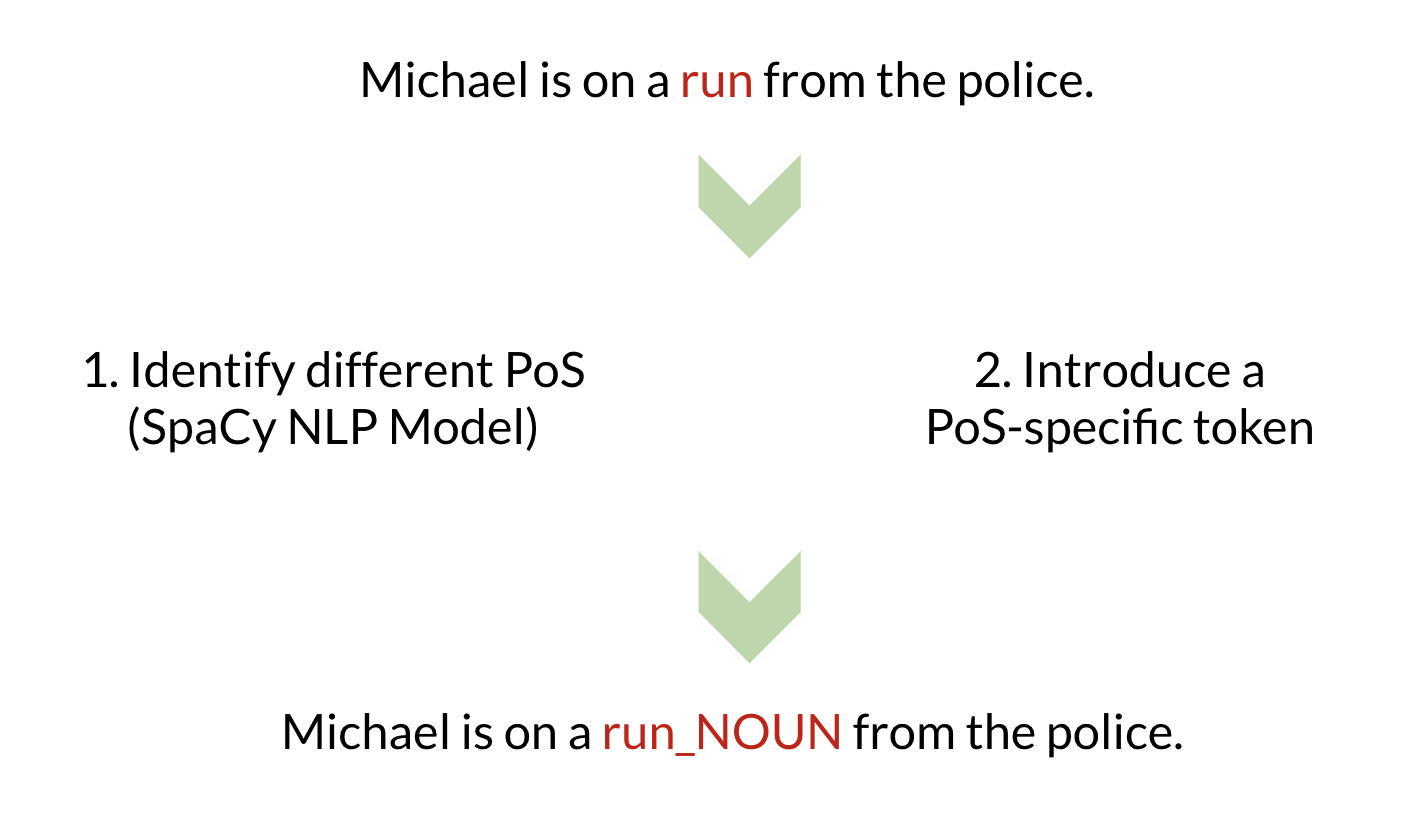 Michael is on a run from the police.
1. Identify different PoS
(SpaCy NLP Model)
2. Introduce a
PoS-specific token
Michael is on a run_NOUN from the police.